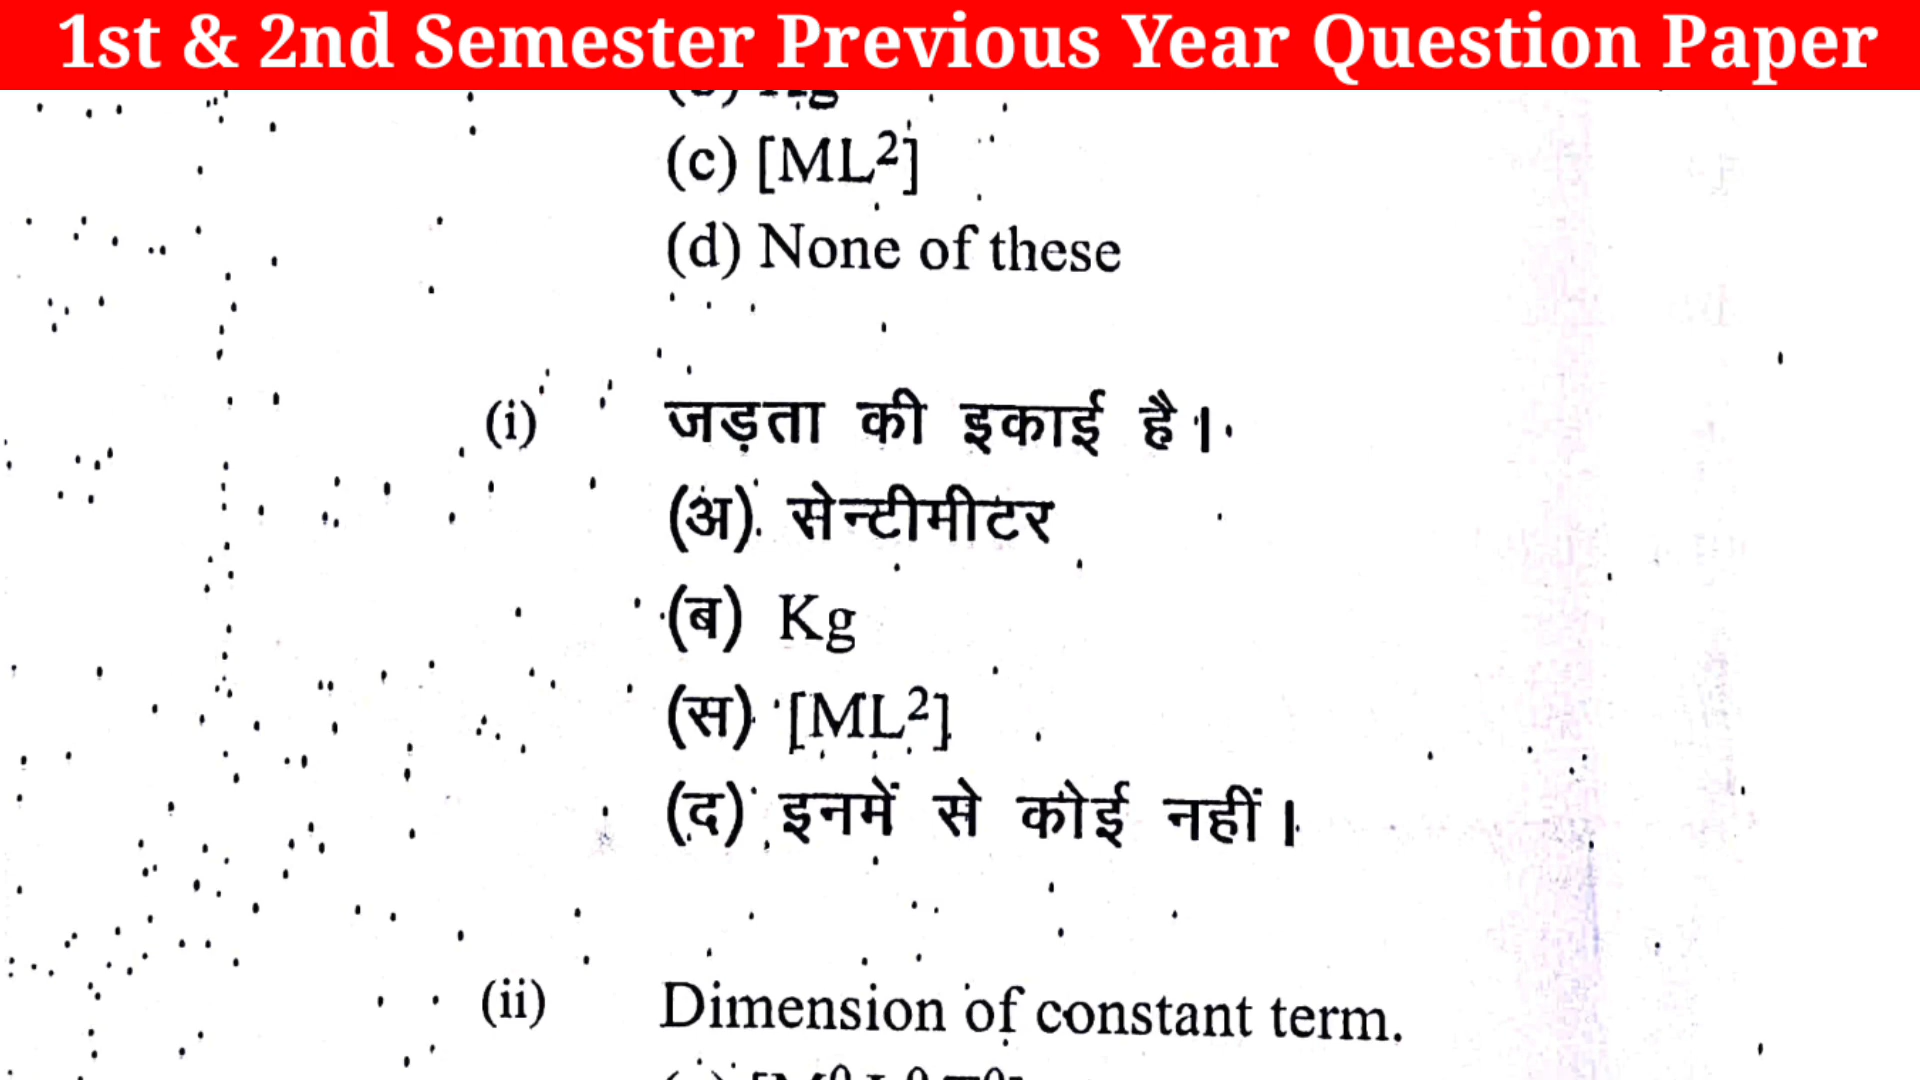 1st & 2nd Semester Previous Year Question Paper
(c) [ML²]
(d) None of these
(i) जड़ता की इकाई है।
(अ) सेन्टीमीटर
(ब) Kg
(स) [ML²]
(द) इनमें से कोई नहीं।
(ii) Dimension of constant term.